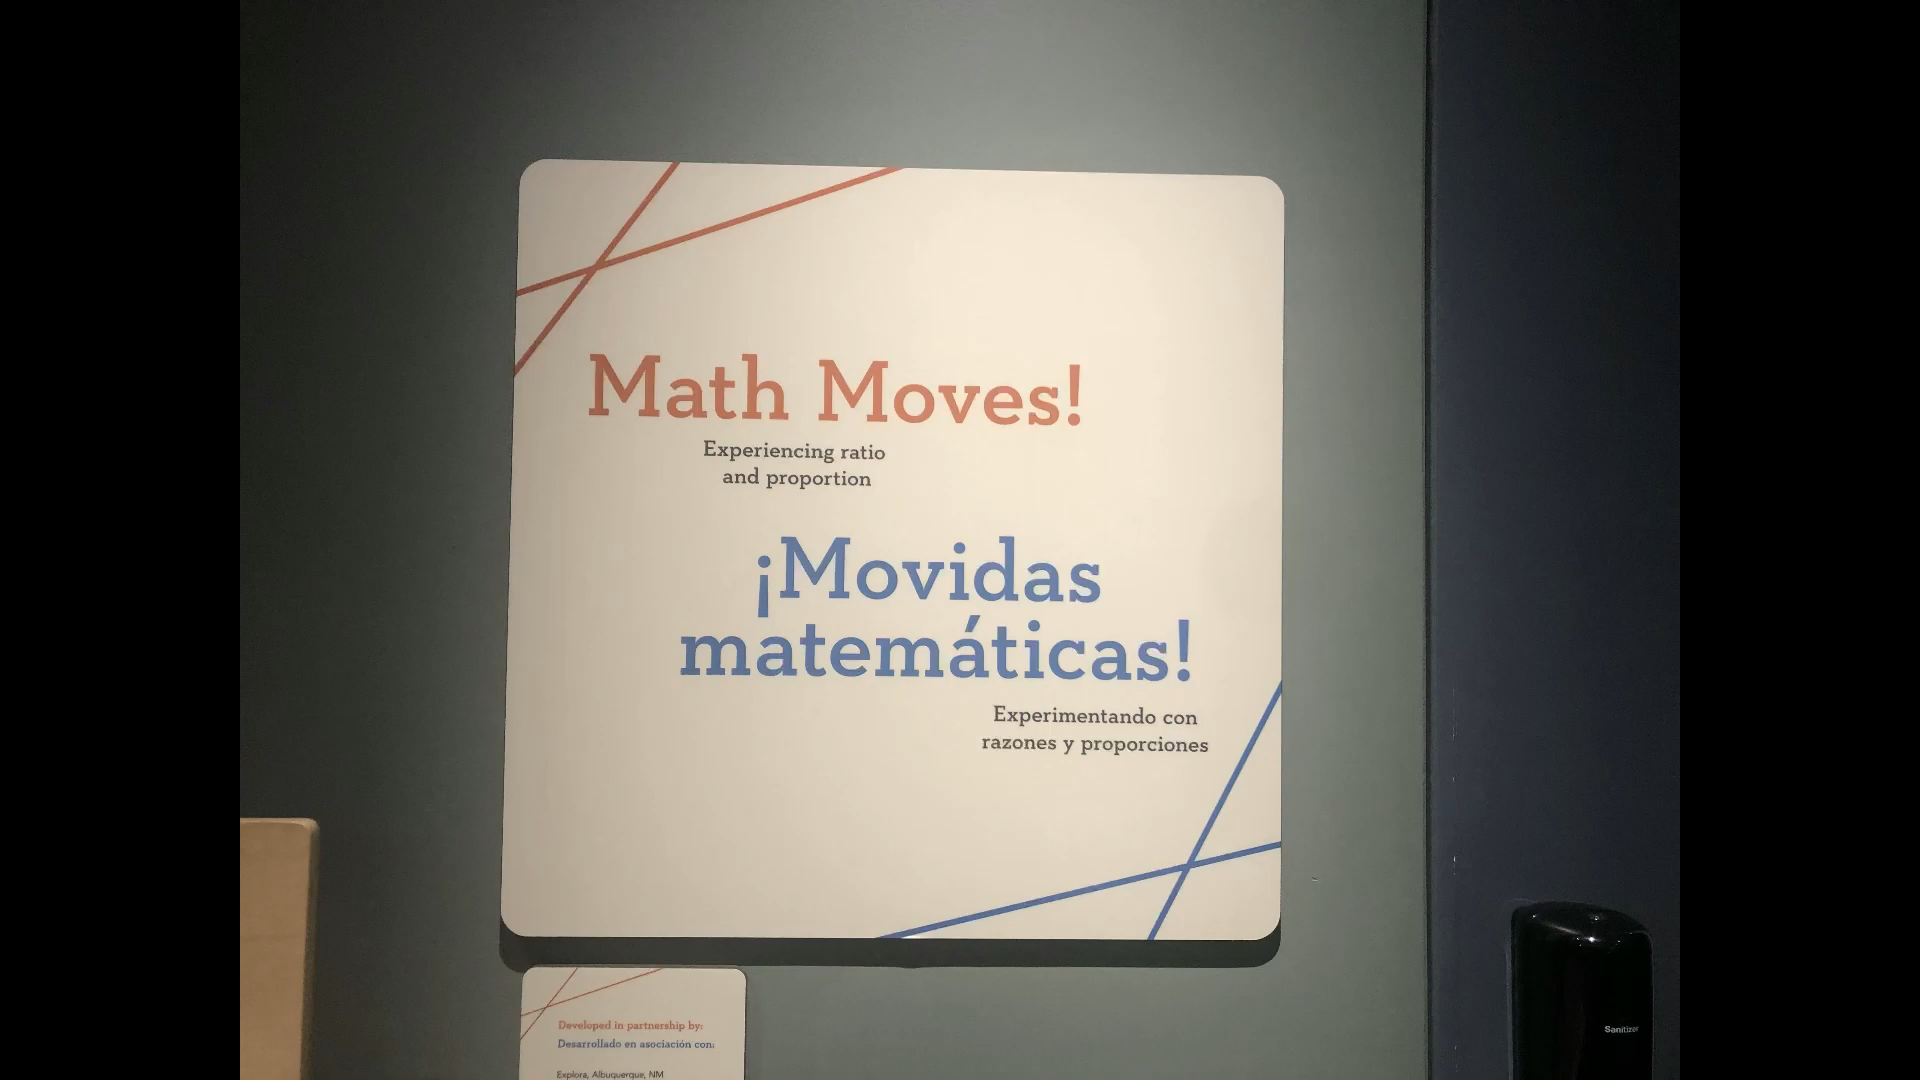 Math Moves!
Experiencing ratio
and proportion
¡Movidas
matemáticas!
Experimentando con
razones y proporciones
Developed in partnership by:
Desarrollado en asociación con:
Explora, Albuquerque, NM
Sanitizer